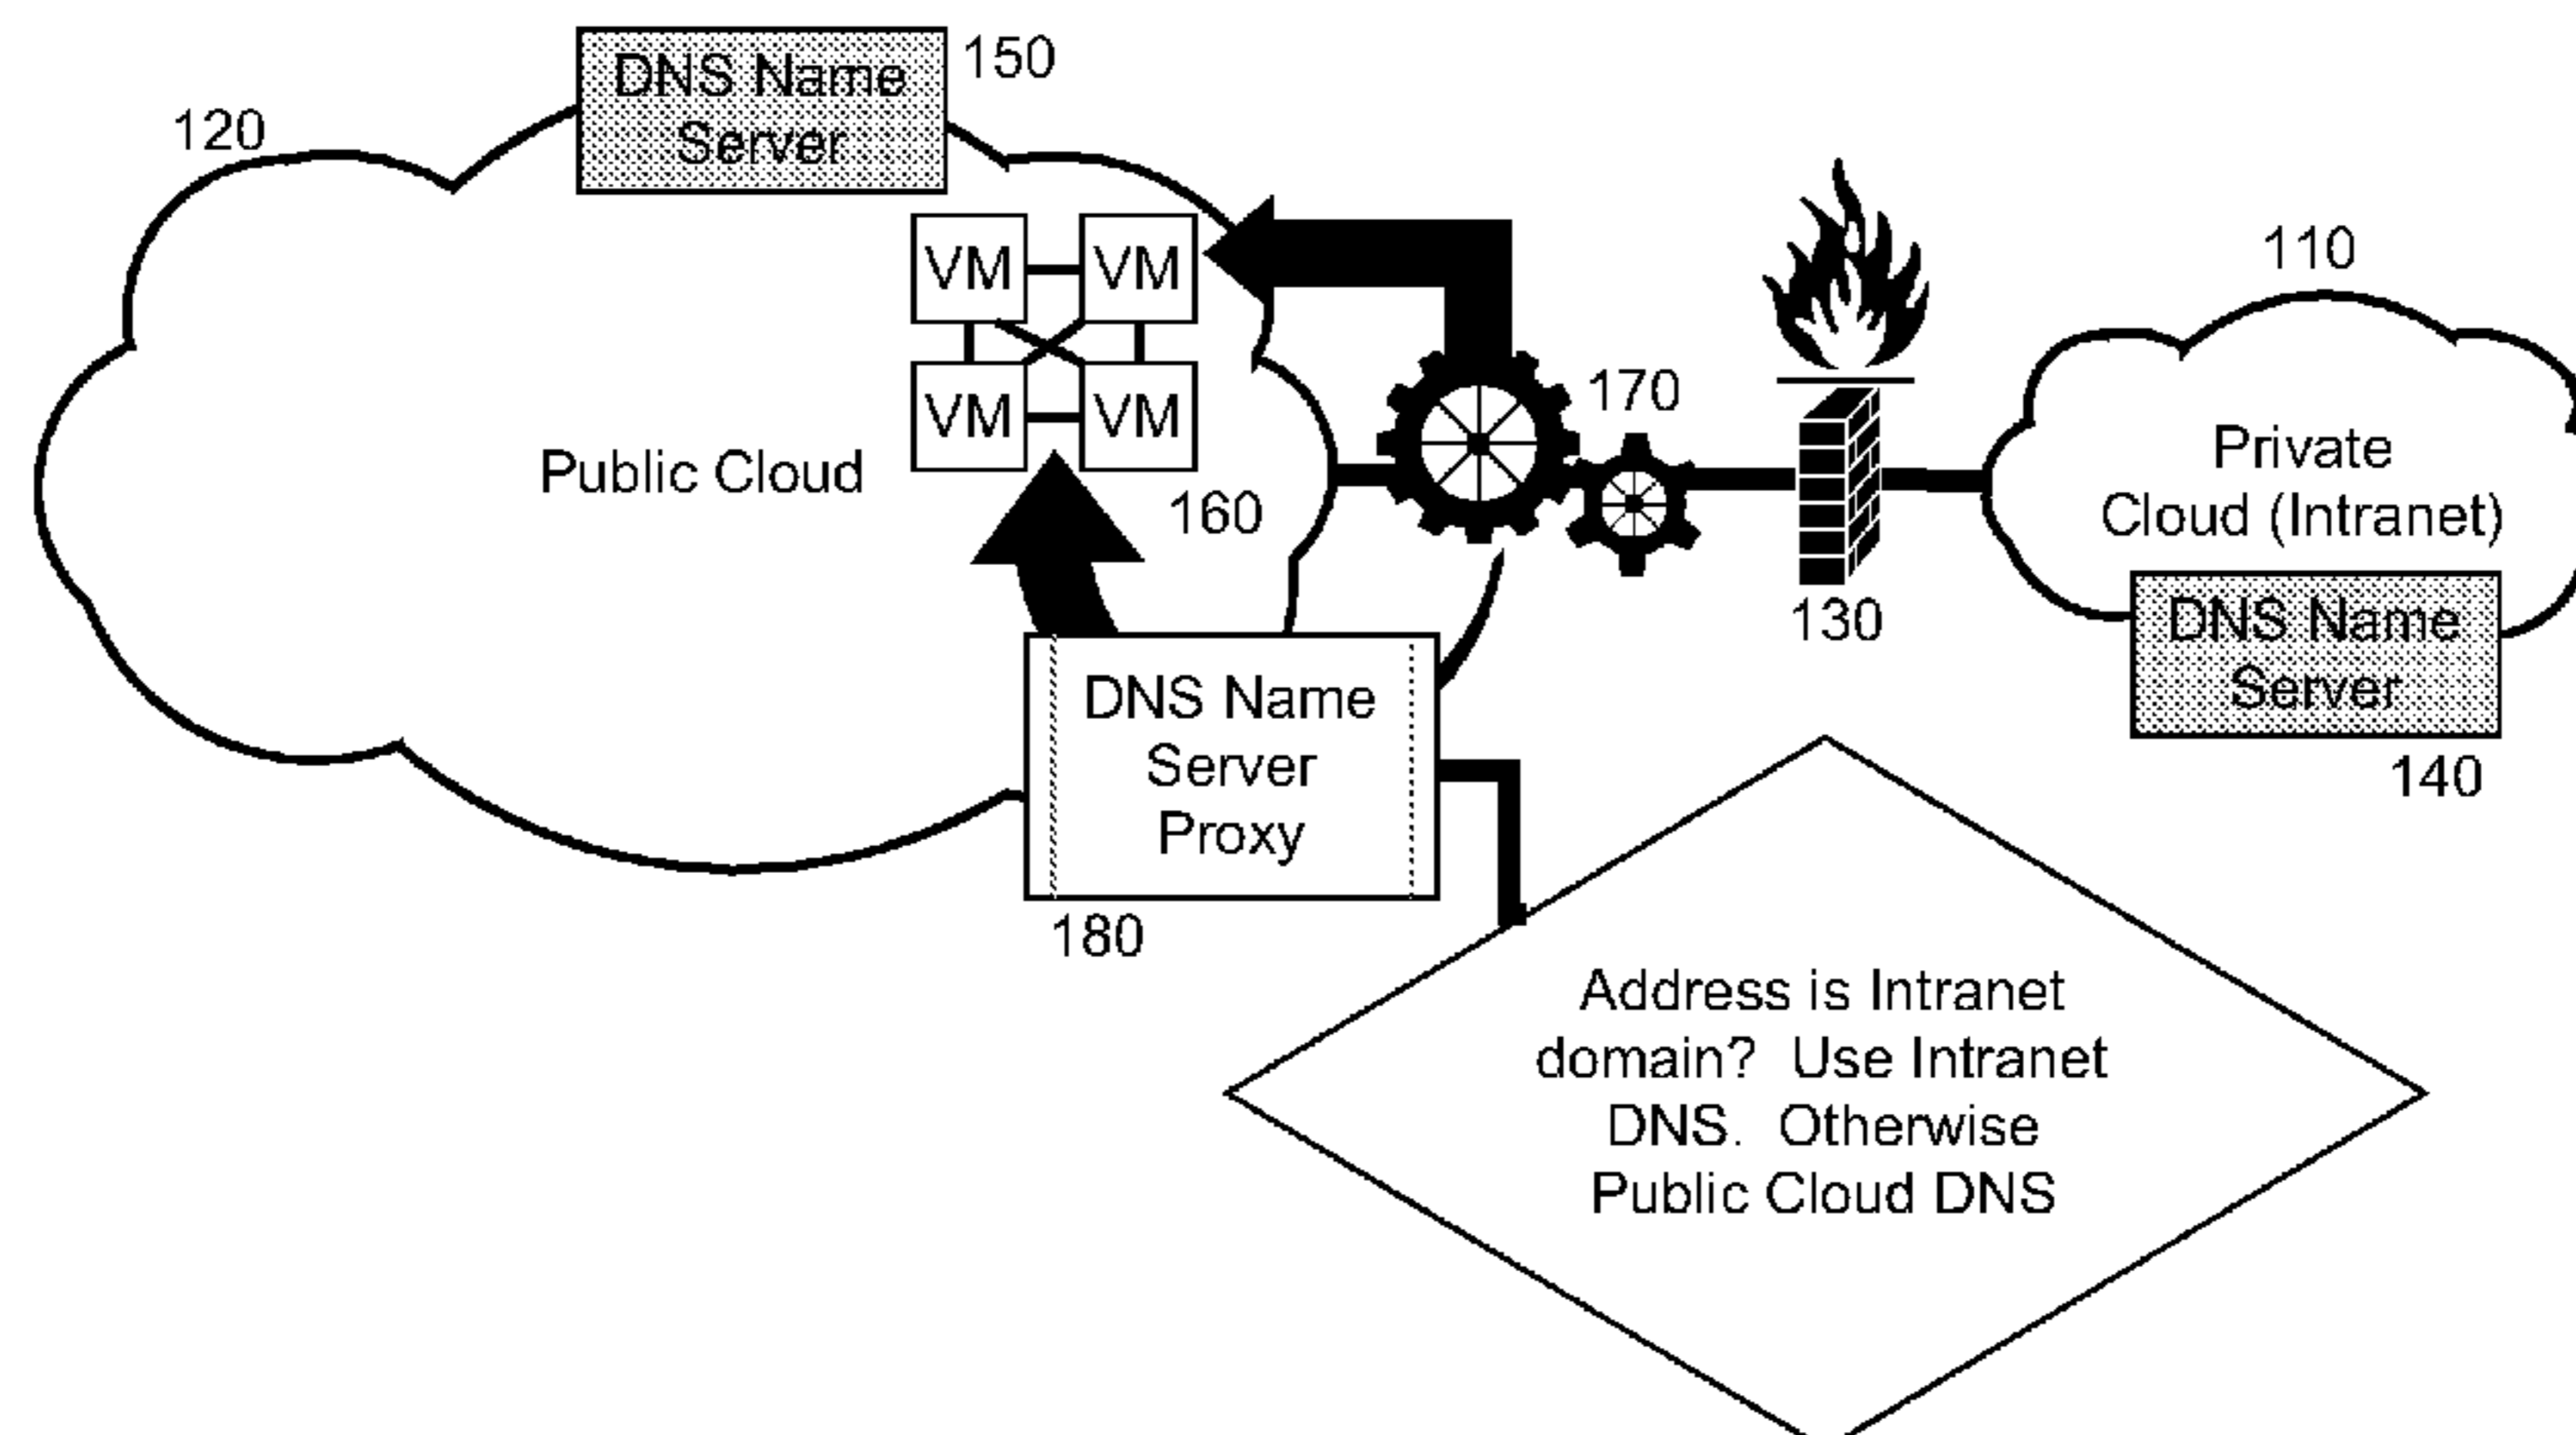 150
DNS Name
Server
120
110
VM
VM
170
VM
VM
Public Cloud
160
Private
Cloud (Intranet)
130
DNS Name
Server
140
DNS Name
Server
Proxy
180
Address is Intranet
domain? Use Intranet
DNS. Otherwise
Public Cloud DNS